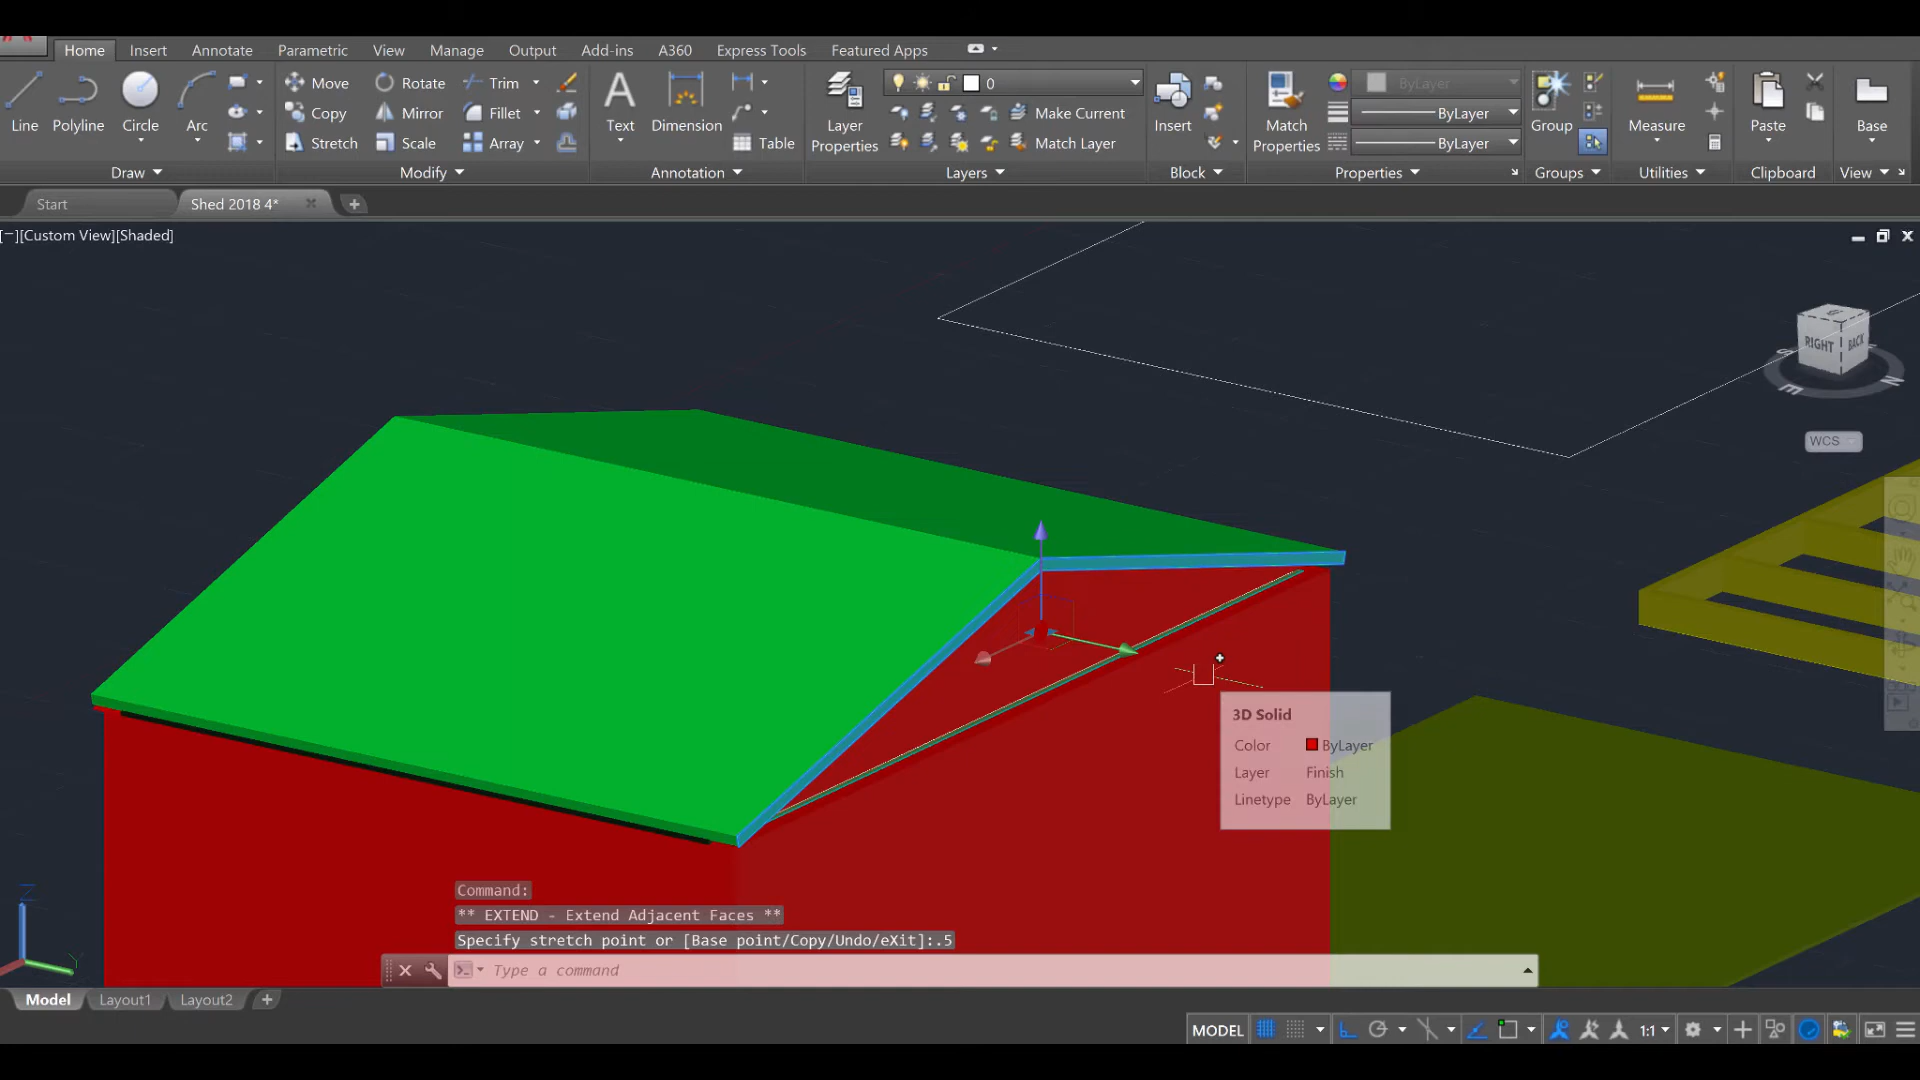 Home Insert Annotate Parametric View Manage Output Add-ins A360 Express Tools Featured Apps
Move Rotate Trim 0 ByLayer
Copy Mirror Fillet Make Current ByLayer
Line Polyline Circle Arc Text Dimension Layer Properties Insert Match Properties Group Measure Paste Base
Stretch Scale Array Table Match Layer ByLayer
Draw Modify Annotation Layers Block Properties Groups Utilities Clipboard View
Start Shed 2018 4*
[−][Custom View][Shaded]
RIGHT BACK
S E N
WCS
3D Solid
Color ByLayer
Layer Finish
Linetype ByLayer
Command:
** EXTEND - Extend Adjacent Faces **
Specify stretch point or [Base point/Copy/Undo/eXit]:.5
Type a command
Z
Y
Model Layout1 Layout2
MODEL 1:1